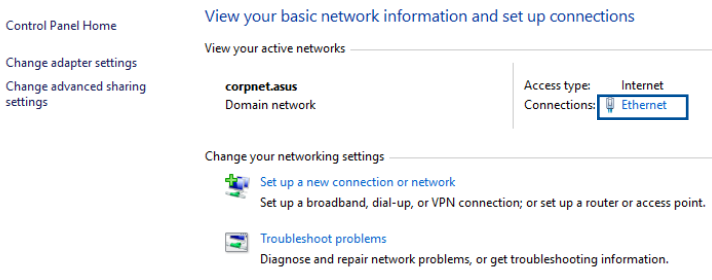 Control Panel Home
Change adapter settings
Change advanced sharing
settings
View your basic network information and set up connections
View your active networks
corpnet.asus
Domain network
Access type: Internet
Connections: Ethernet
Change your networking settings
Set up a new connection or network
Set up a broadband, dial-up, or VPN connection; or set up a router or access point.
Troubleshoot problems
Diagnose and repair network problems, or get troubleshooting information.